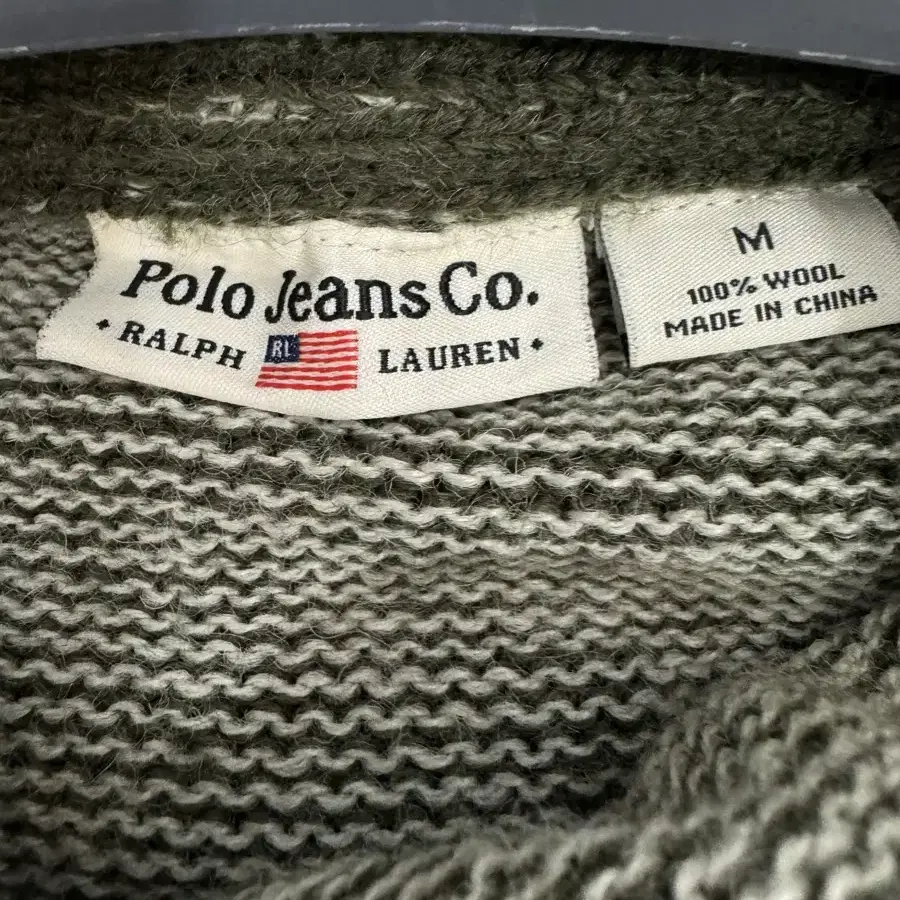 Polo Jeans Co.
RALPH RL LAUREN
M
100% WOOL
MADE IN CHINA